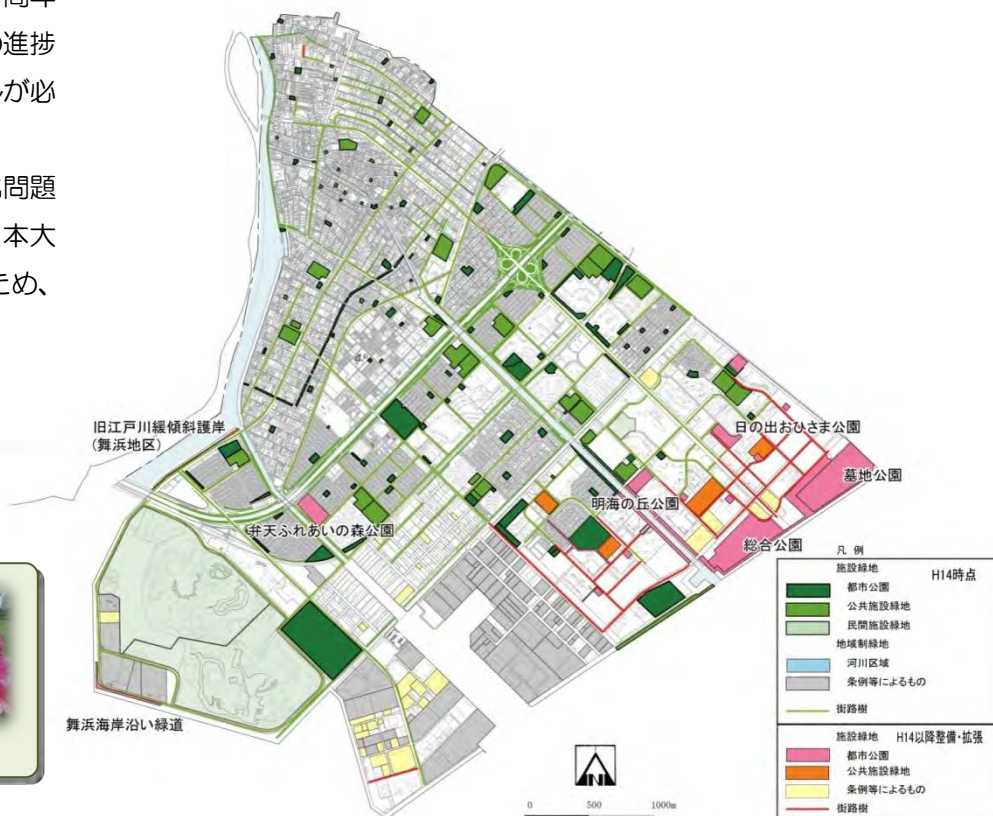 の進捗
が必
問題
本大
ため、
旧江戸川緩傾斜護岸
(舞浜地区)
弁天ふれあいの森公園
舞浜海岸沿い緑道
日の出おひさま公園
墓地公園
明海の丘公園
総合公園
凡 例
施設緑地 H14時点
都市公園
公共施設緑地
民間施設緑地
地域制緑地
河川区域
条例等によるもの
街路樹
施設緑地 H14以降整備・拡張
都市公園
公共施設緑地
条例等によるもの
街路樹
N
0 500 1000m